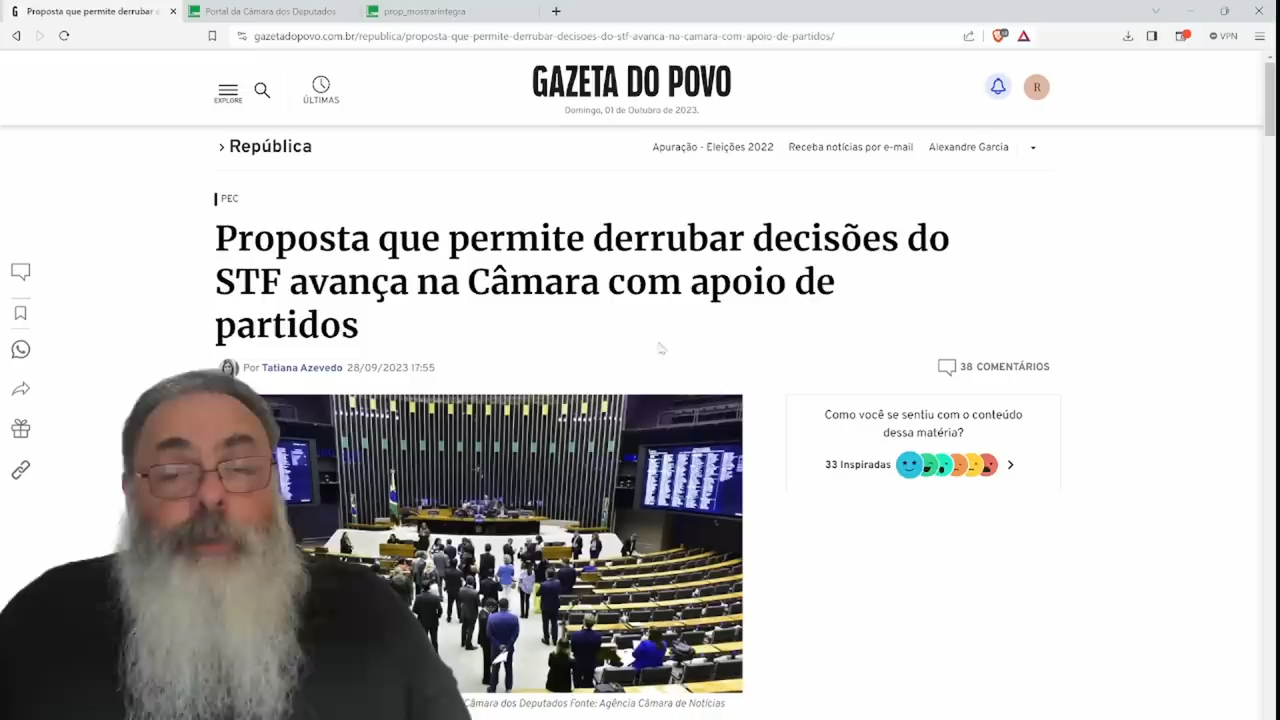 Proposta que permite derrubar d
Portal da Câmara dos Deputados
prop_mostrarintegra
gazetadopovo.com.br/republica/proposta-que-permite-derrubar-decisoes-do-stf-avanca-na-camara-com-apoio-de-partidos/
VPN
EXPLORE
ÚLTIMAS
GAZETA DO POVO
Domingo, 01 de Outubro de 2023.
R
República
Apuração - Eleições 2022 Receba notícias por e-mail Alexandre Garcia
PEC
Proposta que permite derrubar decisões do
STF avança na Câmara com apoio de
partidos
Por Tatiana Azevedo 28/09/2023 17:55
38 COMENTÁRIOS
Como você se sentiu com o conteúdo
dessa matéria?
33 Inspiradas
Câmara dos Deputados Fonte: Agência Câmara de Notícias